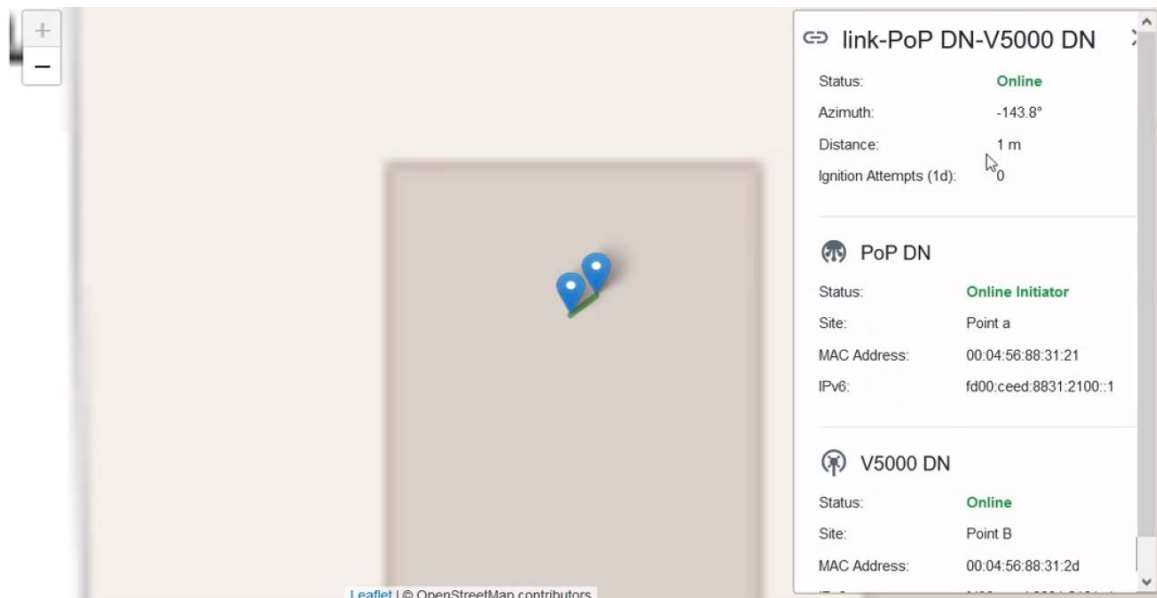 +
−
link-PoP DN-V5000 DN
Status: Online
Azimuth: -143.8°
Distance: 1 m
Ignition Attempts (1d): 0
PoP DN
Status: Online Initiator
Site: Point a
MAC Address: 00:04:56:88:31:21
IPv6: fd00:ceed:8831:2100::1
V5000 DN
Status: Online
Site: Point B
MAC Address: 00:04:56:88:31:2d
Leaflet | © OpenStreetMap contributors